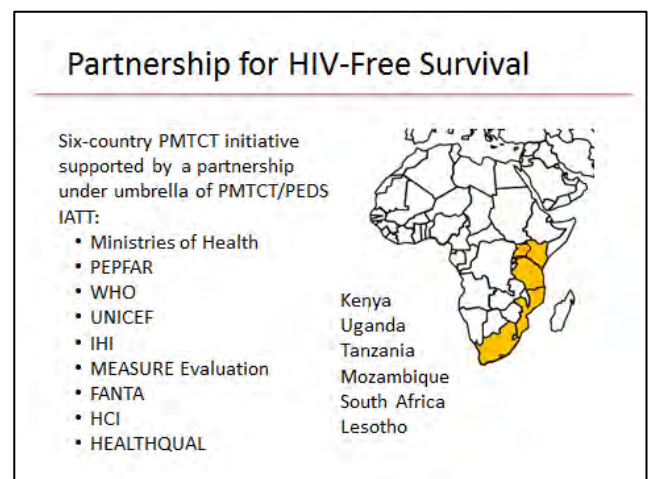 Partnership for HIV-Free Survival
Six-country PMTCT initiative
supported by a partnership
under umbrella of PMTCT/PEDS
IATT:
• Ministries of Health
• PEPFAR
• WHO
• UNICEF
• IHI
• MEASURE Evaluation
• FANTA
• HCI
• HEALTHQUAL
Kenya
Uganda
Tanzania
Mozambique
South Africa
Lesotho